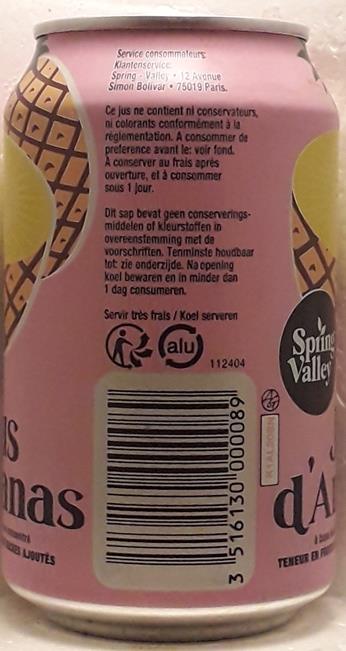 Service consommateurs:
Klantenservice:
Spring - Valley • 12 Avenue
Simon Bolivar • 75019 Paris.
Ce jus ne contient ni conservateurs,
ni colorants conformément à la
réglementation. A consommer de
preference avant le: voir fond.
A conserver au frais après
ouverture, et à consommer
sous 1 jour.
Dit sap bevat geen conserverings-
middelen of kleurstoffen in
overeenstemming met de
voorschriften. Tenminste houdbaar
tot: zie onderzijde. Na opening
koel bewaren en in minder dan
1 dag consumeren.
Servir très frais / Koel serveren
alu
112404
Spring
Valley
us
anas
d'A
AJOUTÉS
TENEUR EN
3 516130 000089